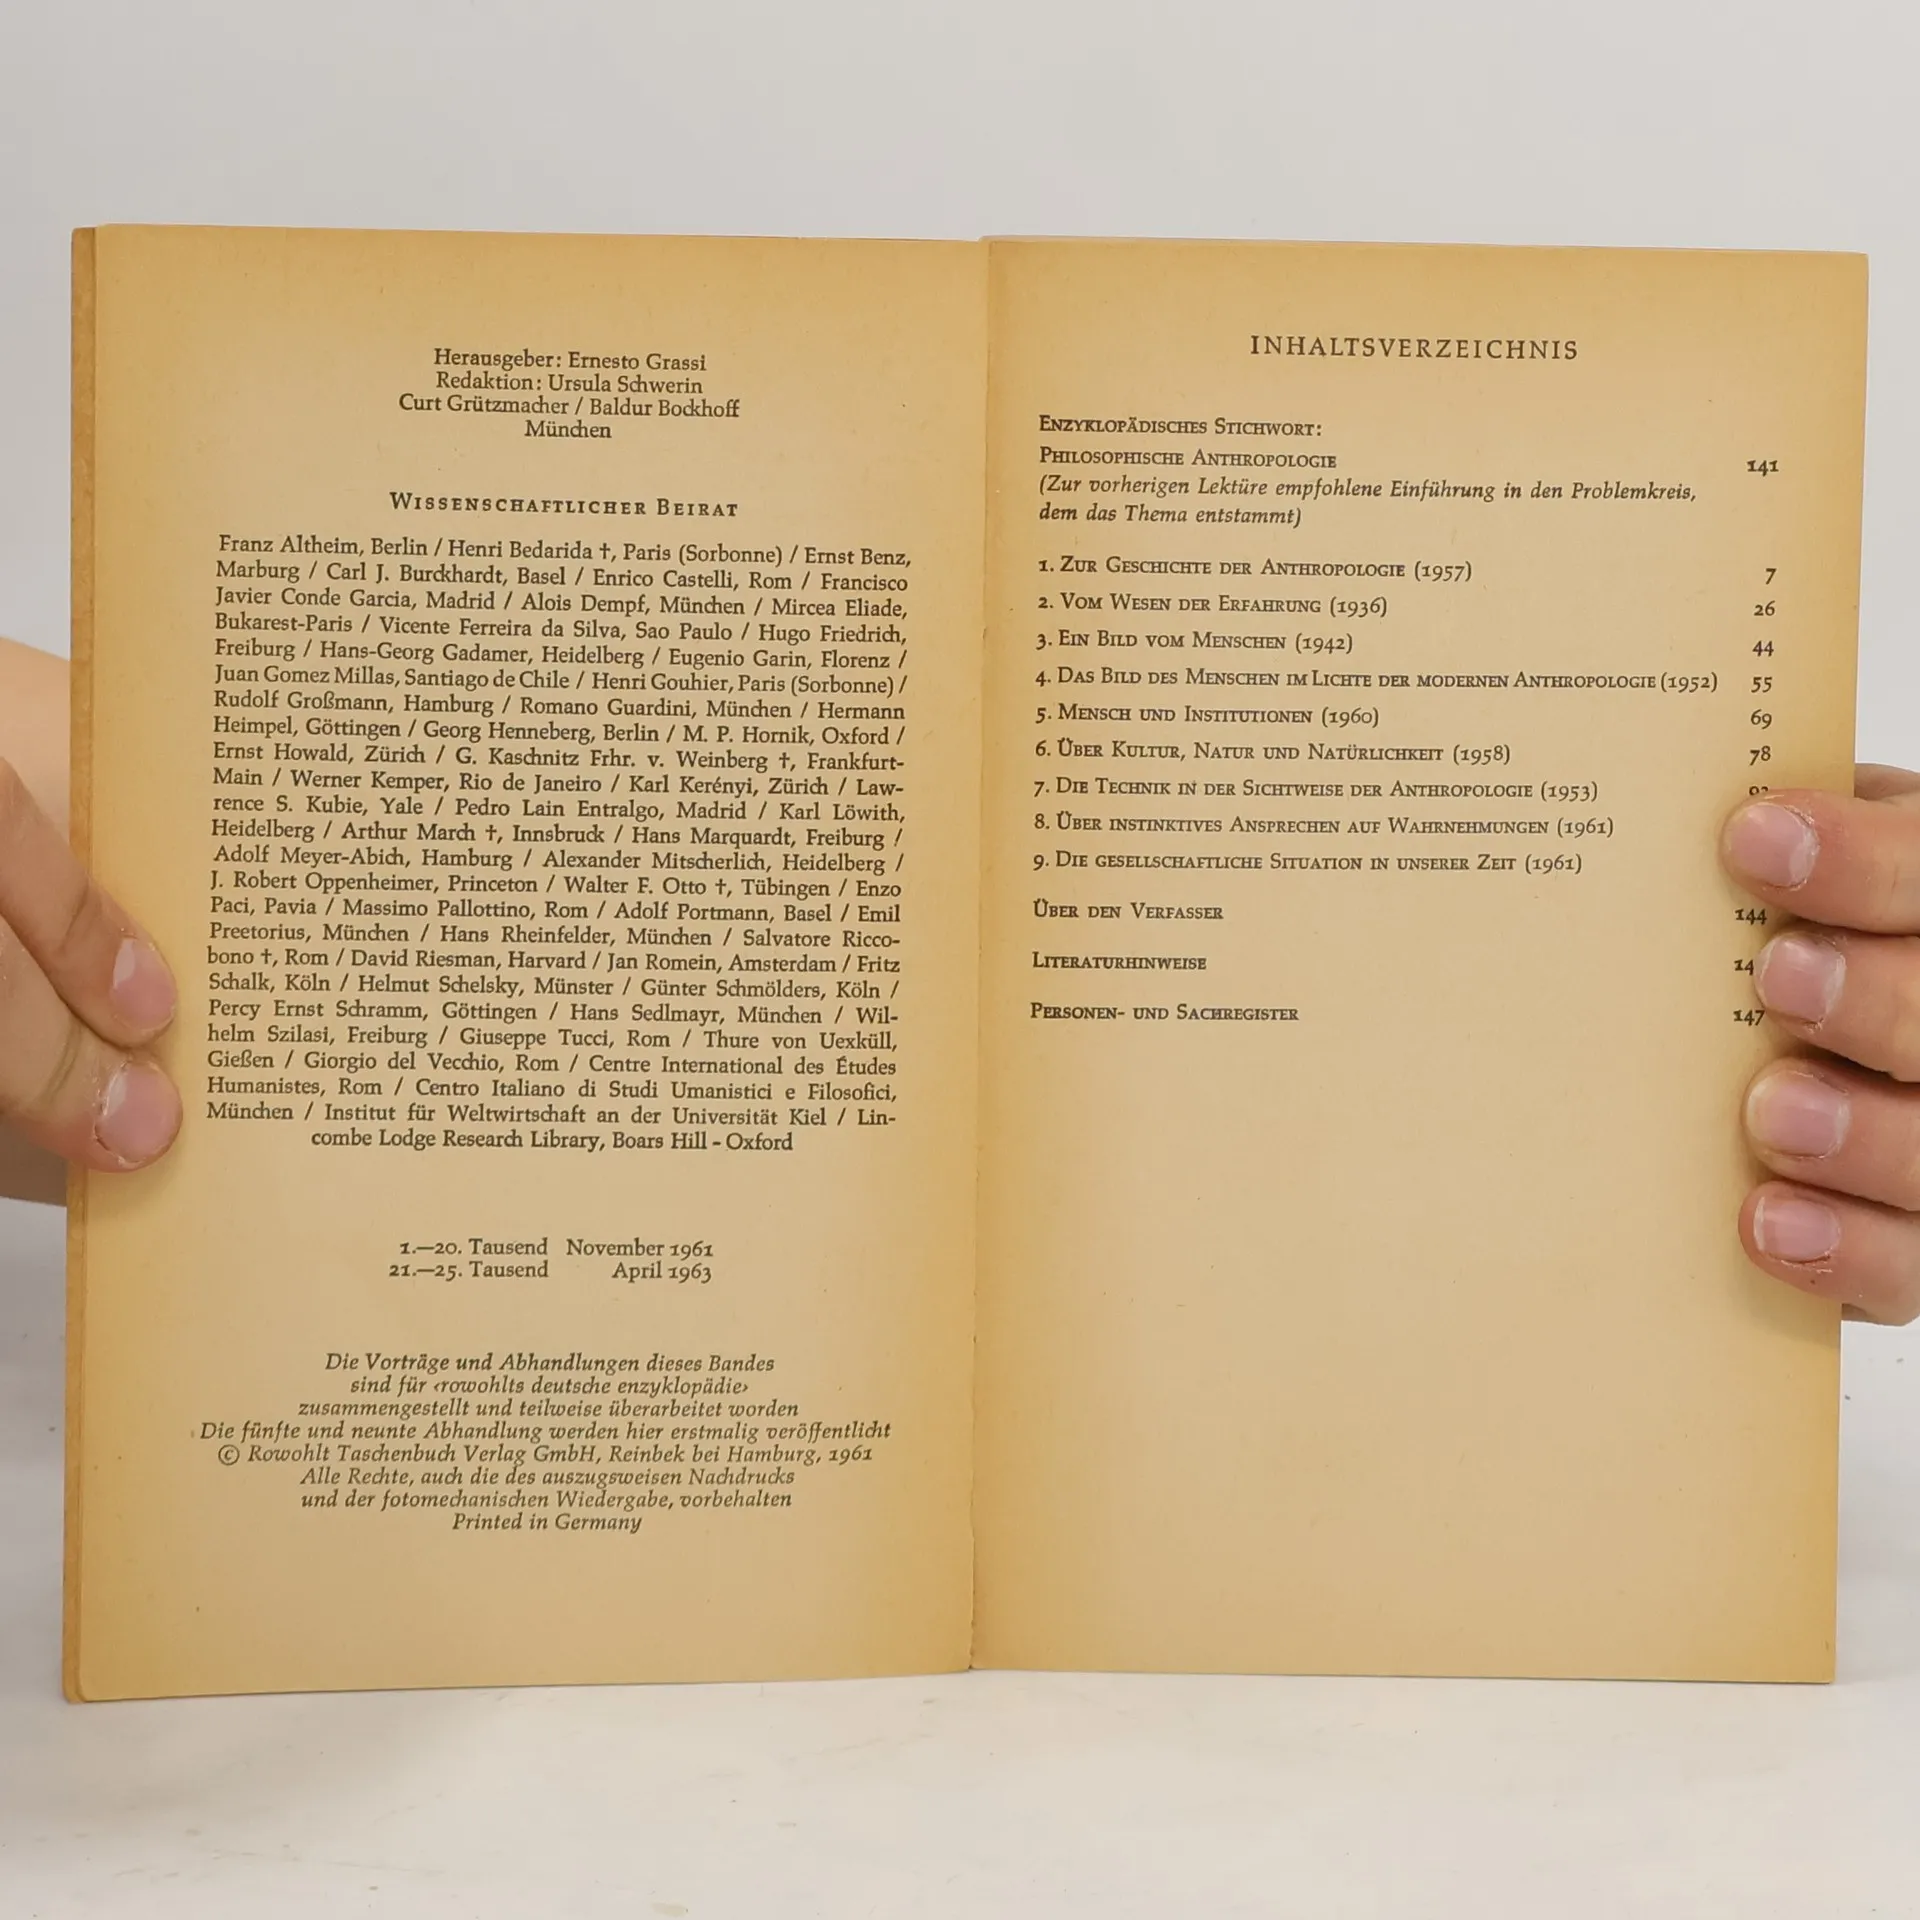 Herausgeber: Ernesto Grassi
Redaktion: Ursula Schwerin
Curt Grützmacher / Baldur Bockhoff
München
WISSENSCHAFTLICHER BEIRAT
Franz Altheim, Berlin / Henri Bedarida †, Paris (Sorbonne) / Ernst Benz,
Marburg / Carl J. Burckhardt, Basel / Enrico Castelli, Rom / Francisco
Javier Conde Garcia, Madrid / Alois Dempf, München / Mircea Eliade,
Bukarest-Paris / Vicente Ferreira da Silva, Sao Paulo / Hugo Friedrich,
Freiburg / Hans-Georg Gadamer, Heidelberg / Eugenio Garin, Florenz /
Juan Gomez Millas, Santiago de Chile / Henri Gouhier, Paris (Sorbonne) /
Rudolf Großmann, Hamburg / Romano Guardini, München / Hermann
Heimpel, Göttingen / Georg Henneberg, Berlin / M. P. Hornik, Oxford /
Ernst Howald, Zürich / G. Kaschnitz Frhr. v. Weinberg †, Frankfurt-
Main / Werner Kemper, Rio de Janeiro / Karl Kerényi, Zürich / Law-
rence S. Kubie, Yale / Pedro Lain Entralgo, Madrid / Karl Löwith,
Heidelberg / Arthur March †, Innsbruck / Hans Marquardt, Freiburg /
Adolf Meyer-Abich, Hamburg / Alexander Mitscherlich, Heidelberg /
J. Robert Oppenheimer, Princeton / Walter F. Otto †, Tübingen / Enzo
Paci, Pavia / Massimo Pallottino, Rom / Adolf Portmann, Basel / Emil
Preetorius, München / Hans Rheinfelder, München / Salvatore Ricco-
bono †, Rom / David Riesman, Harvard / Jan Romein, Amsterdam / Fritz
Schalk, Köln / Helmut Schelsky, Münster / Günter Schmölders, Köln /
Percy Ernst Schramm, Göttingen / Hans Sedlmayr, München / Wil-
helm Szilasi, Freiburg / Giuseppe Tucci, Rom / Thure von Uexküll,
Gießen / Giorgio del Vecchio, Rom / Centre International des Études
Humanistes, Rom / Centro Italiano di Studi Umanistici e Filosofici,
München / Institut für Weltwirtschaft an der Universität Kiel / Lin-
combe Lodge Research Library, Boars Hill - Oxford
1.—20. Tausend November 1961
21.—25. Tausend April 1963
Die Vorträge und Abhandlungen dieses Bandes
sind für ‹rowohlts deutsche enzyklopädie›
zusammengestellt und teilweise überarbeitet worden
Die fünfte und neunte Abhandlung werden hier erstmalig veröffentlicht
© Rowohlt Taschenbuch Verlag GmbH, Reinbek bei Hamburg, 1961
Alle Rechte, auch die des auszugsweisen Nachdrucks
und der fotomechanischen Wiedergabe, vorbehalten
Printed in Germany
INHALTSVERZEICHNIS
ENZYKLOPÄDISCHES STICHWORT:
PHILOSOPHISCHE ANTHROPOLOGIE 141
(Zur vorherigen Lektüre empfohlene Einführung in den Problemkreis,
dem das Thema entstammt)
1. ZUR GESCHICHTE DER ANTHROPOLOGIE (1957) 7
2. VOM WESEN DER ERFAHRUNG (1936) 26
3. EIN BILD VOM MENSCHEN (1942) 44
4. DAS BILD DES MENSCHEN IM LICHTE DER MODERNEN ANTHROPOLOGIE (1952) 55
5. MENSCH UND INSTITUTIONEN (1960) 69
6. ÜBER KULTUR, NATUR UND NATÜRLICHKEIT (1958) 78
7. DIE TECHNIK IN DER SICHTWEISE DER ANTHROPOLOGIE (1953)
8. ÜBER INSTINKTIVES ANSPRECHEN AUF WAHRNEHMUNGEN (1961)
9. DIE GESELLSCHAFTLICHE SITUATION IN UNSERER ZEIT (1961)
ÜBER DEN VERFASSER 144
LITERATURHINWEISE
PERSONEN- UND SACHREGISTER 147